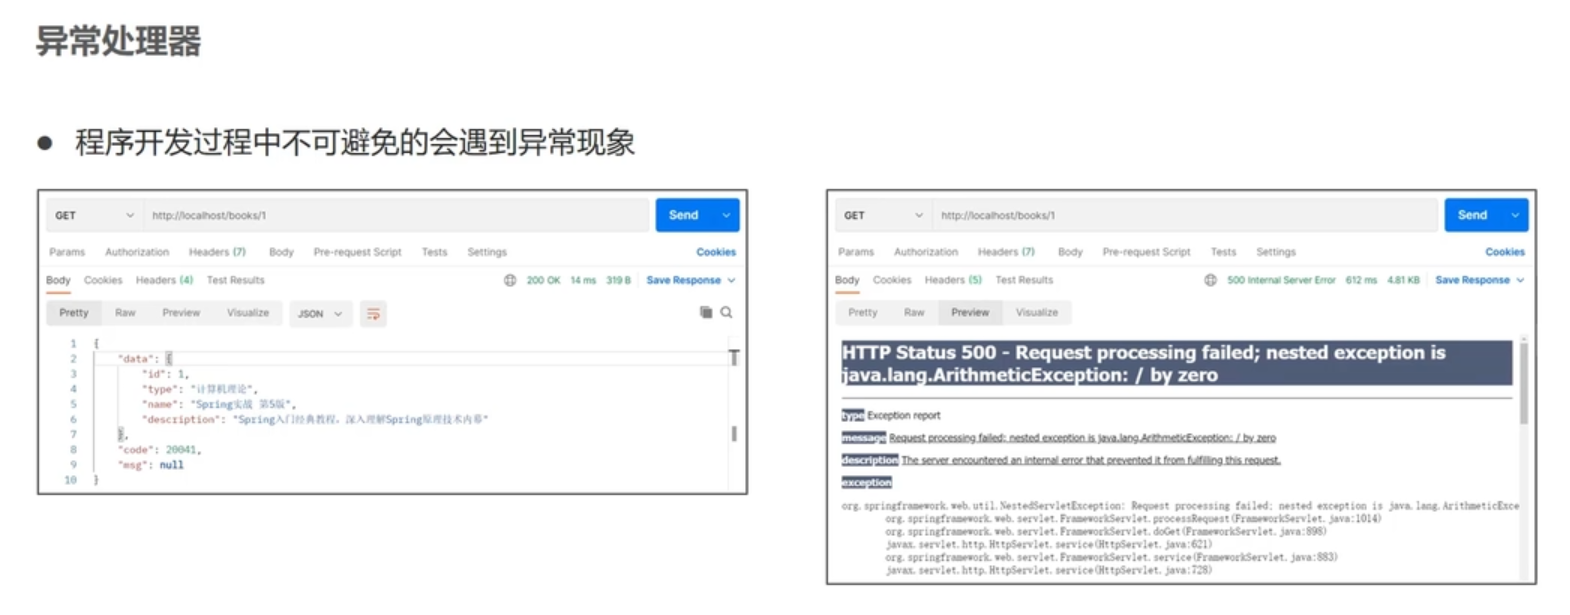 异常处理器
● 程序开发过程中不可避免的会遇到异常现象
GET http://localhost/books/1 Send
Params Authorization Headers (7) Body Pre-request Script Tests Settings Cookies
Body Cookies Headers (4) Test Results 200 OK 14 ms 319 B Save Response
Pretty Raw Preview Visualize JSON
1 {
2 "data": {
3 "id": 1,
4 "type": "计算机理论",
5 "name": "Spring实战 第5版",
6 "description": "Spring入门经典教程，深入理解Spring原理技术内幕"
7 },
8 "code": 20041,
9 "msg": null
10 }
GET http://localhost/books/1 Send
Params Authorization Headers (7) Body Pre-request Script Tests Settings Cookies
Body Cookies Headers (5) Test Results 500 Internal Server Error 612 ms 4.81 KB Save Response
Pretty Raw Preview Visualize
HTTP Status 500 - Request processing failed; nested exception is
java.lang.ArithmeticException: / by zero
type Exception report
message Request processing failed; nested exception is java.lang.ArithmeticException: / by zero
description The server encountered an internal error that prevented it from fulfilling this request.
exception
org.springframework.web.util.NestedServletException: Request processing failed; nested exception is java.lang.ArithmeticExce
org.springframework.web.servlet.FrameworkServlet.processRequest(FrameworkServlet.java:1014)
org.springframework.web.servlet.FrameworkServlet.doGet(FrameworkServlet.java:898)
javax.servlet.http.HttpServlet.service(HttpServlet.java:621)
org.springframework.web.servlet.FrameworkServlet.service(FrameworkServlet.java:883)
javax.servlet.http.HttpServlet.service(HttpServlet.java:728)